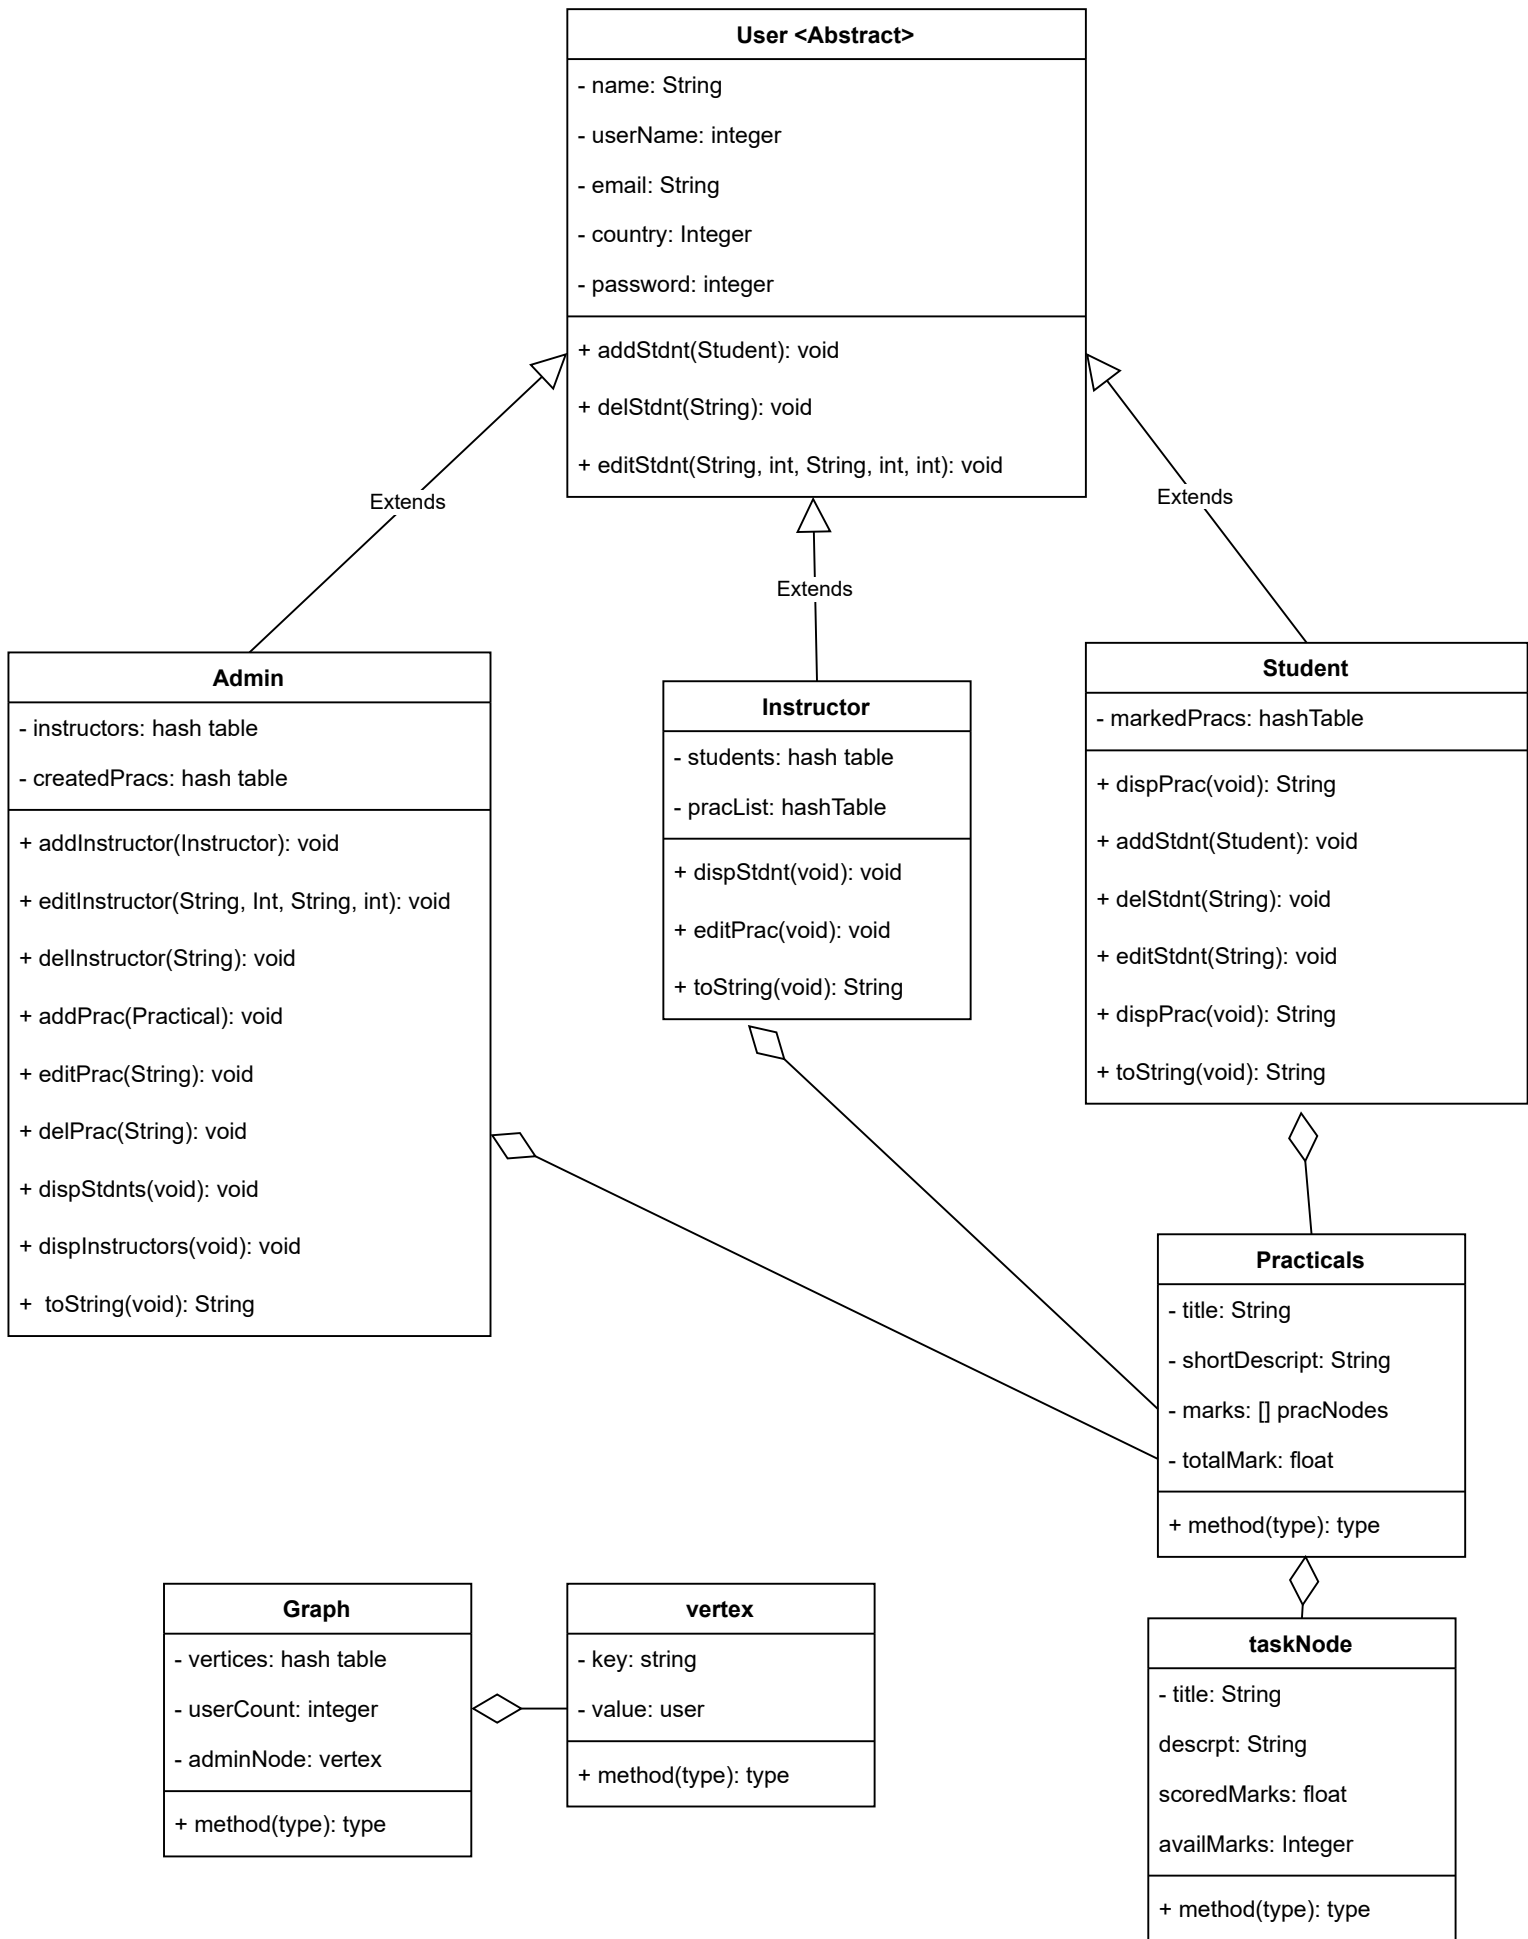 User <Abstract>
- name: String
- userName: integer
- email: String
- country: Integer
- password: integer
+ addStdnt(Student): void
+ delStdnt(String): void
+ editStdnt(String, int, String, int, int): void
Extends
Extends
Extends
Admin
- instructors: hash table
- createdPracs: hash table
+ addInstructor(Instructor): void
+ editInstructor(String, Int, String, int): void
+ delInstructor(String): void
+ addPrac(Practical): void
+ editPrac(String): void
+ delPrac(String): void
+ dispStdnts(void): void
+ dispInstructors(void): void
+ toString(void): String
Instructor
- students: hash table
- pracList: hashTable
+ dispStdnt(void): void
+ editPrac(void): void
+ toString(void): String
Student
- markedPracs: hashTable
+ dispPrac(void): String
+ addStdnt(Student): void
+ delStdnt(String): void
+ editStdnt(String): void
+ dispPrac(void): String
+ toString(void): String
Practicals
- title: String
- shortDescript: String
- marks: [] pracNodes
- totalMark: float
+ method(type): type
Graph
- vertices: hash table
- userCount: integer
- adminNode: vertex
+ method(type): type
vertex
- key: string
- value: user
+ method(type): type
taskNode
- title: String
descrpt: String
scoredMarks: float
availMarks: Integer
+ method(type): type